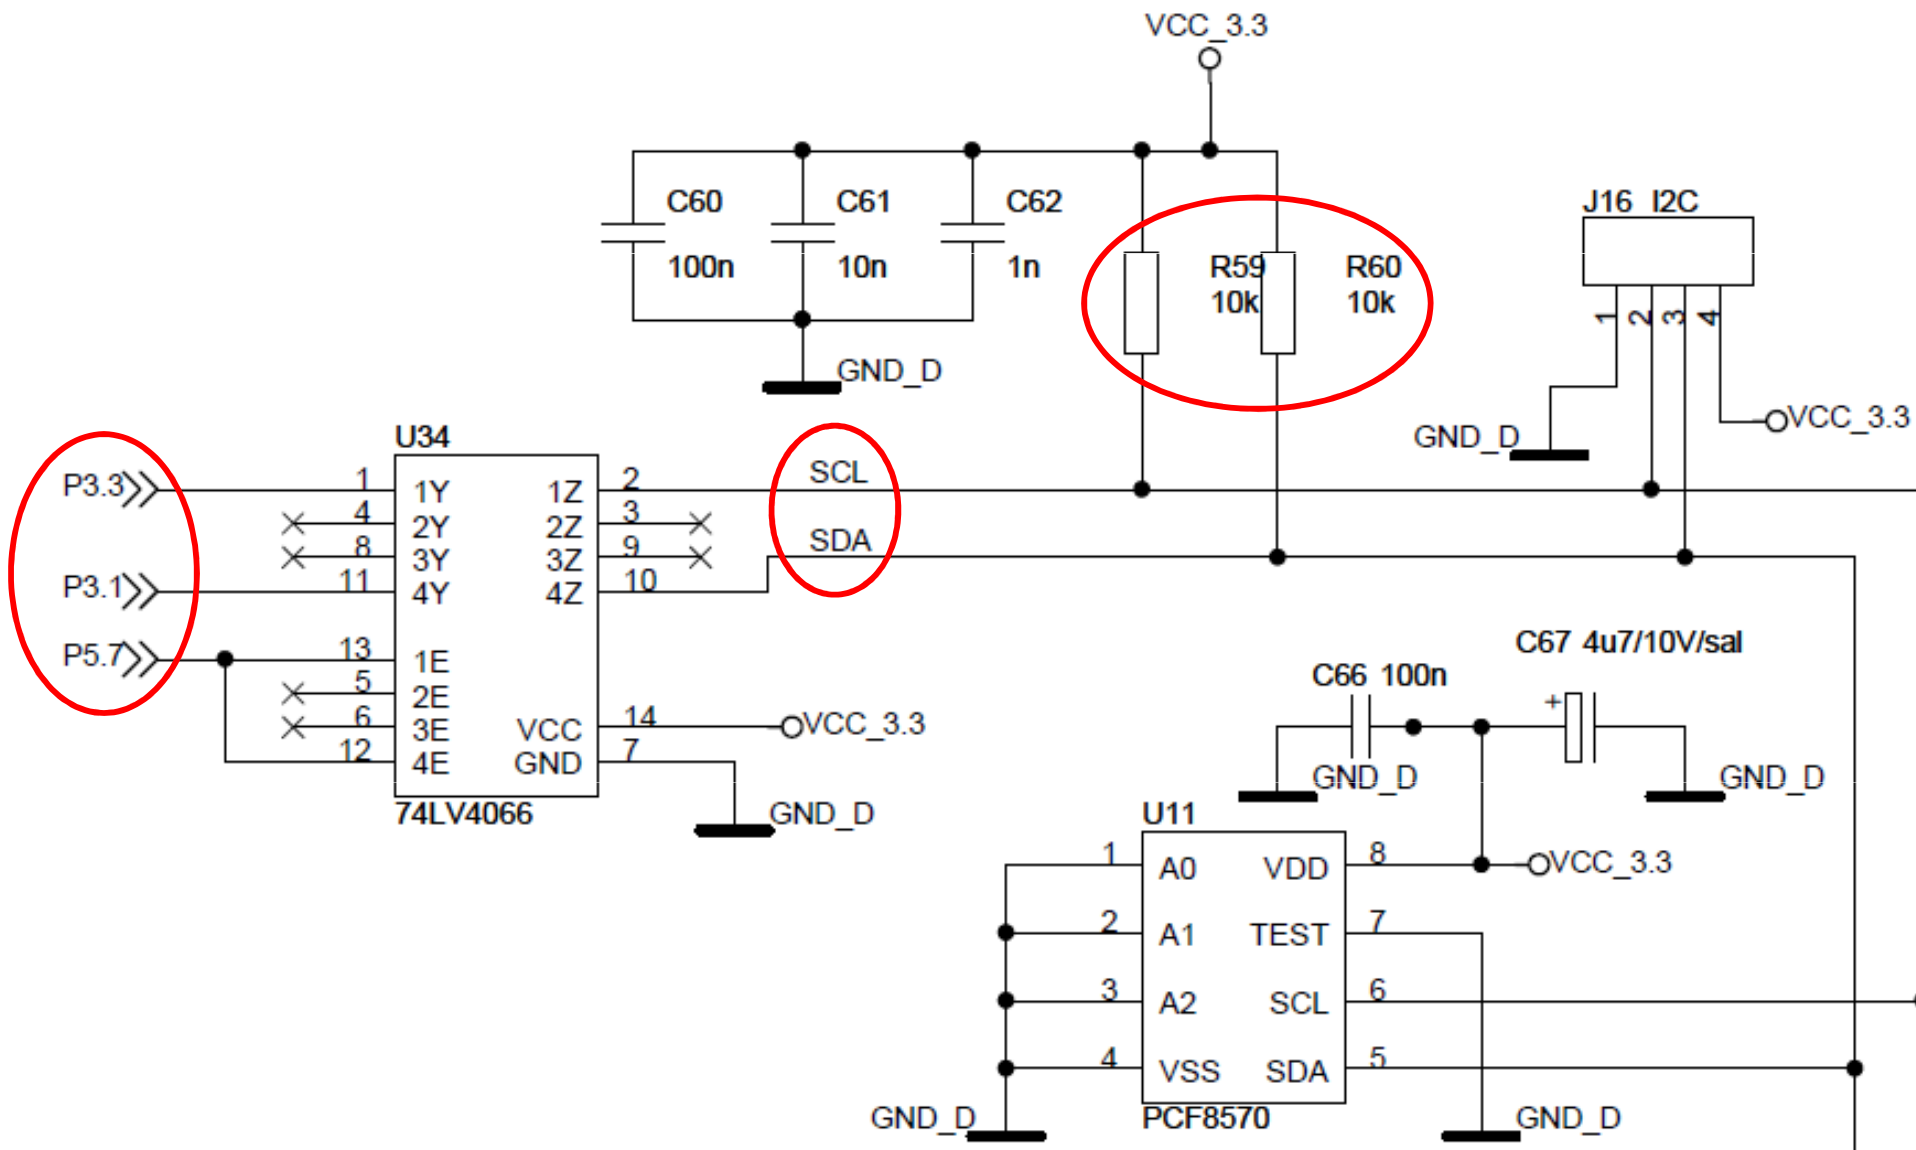 VCC_3.3
C60
C61
C62
100n
10n
1n
R59
10k
R60
10k
J16 I2C
1
2
3
4
GND_D
GND_D
VCC_3.3
U34
P3.3
1
1Y
1Z
2
SCL
4
2Y
2Z
3
8
3Y
3Z
9
SDA
P3.1
11
4Y
4Z
10
P5.7
13
1E
5
2E
6
3E
VCC
14
VCC_3.3
12
4E
GND
7
74LV4066
GND_D
C67 4u7/10V/sal
C66 100n
+
GND_D
GND_D
U11
1
A0
VDD
8
VCC_3.3
2
A1
TEST
7
3
A2
SCL
6
4
VSS
SDA
5
GND_D
PCF8570
GND_D